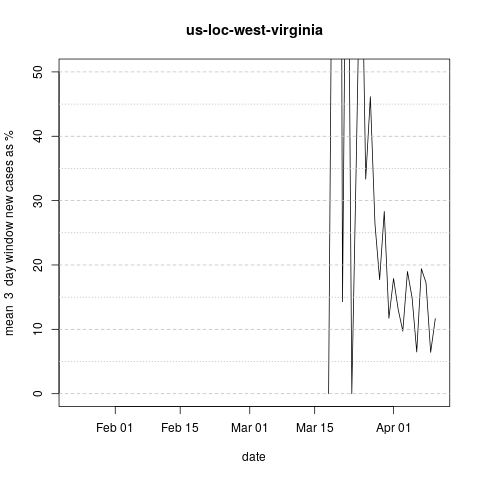 us-loc-west-virginia
50
40
30
20
10
0
mean 3 day window new cases as %
Feb 01 Feb 15 Mar 01 Mar 15 Apr 01
date